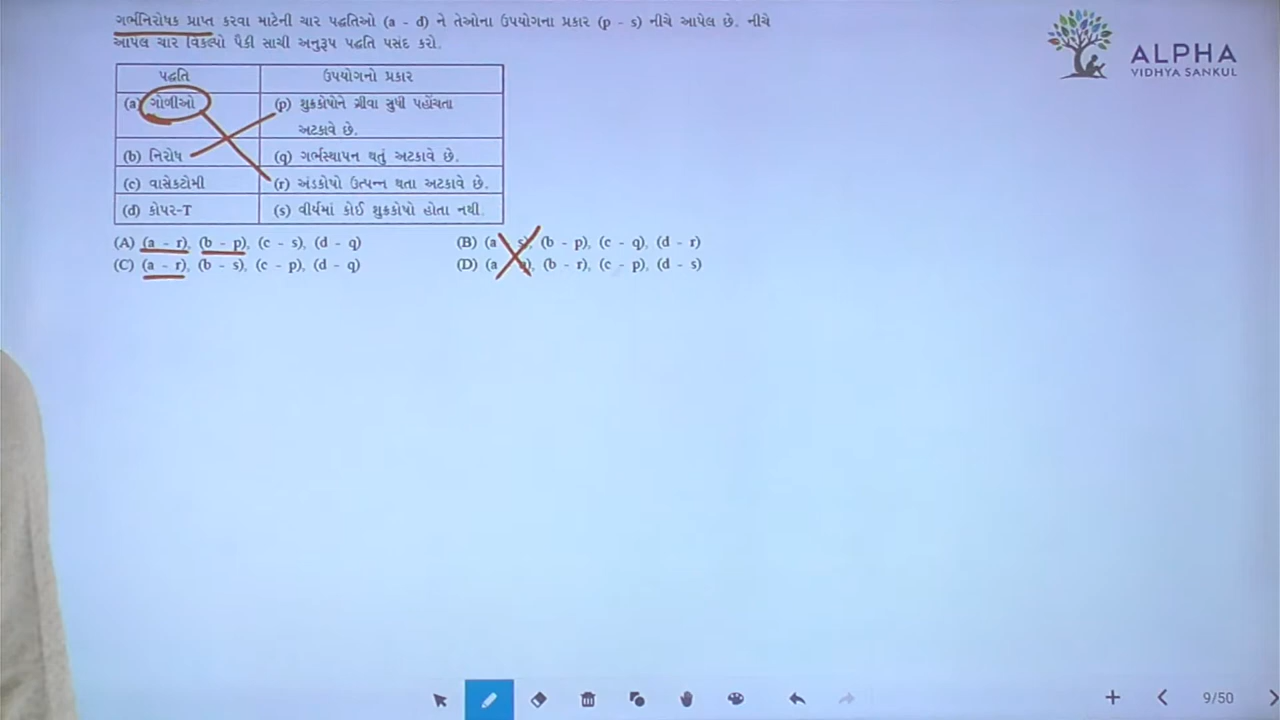 ગર્ભનિરોધક પ્રાપ્ત કરવા માટેની ચાર પદ્ધતિઓ (a - d) ને તેઓના ઉપયોગના પ્રકાર (p - s) નીચે આપેલ છે. નીચે
આપેલ ચાર વિકલ્પો પૈકી સાચી અનુરૂપ પદ્ધતિ પસંદ કરો.
ALPHA
VIDHYA SANKUL
પદ્ધતિ ઉપયોગનો પ્રકાર
(a) ગોળીઓ (p) શુક્રકોષોને ગ્રીવા સુધી પહોંચતા
અટકાવે છે.
(b) નિરોધ (q) ગર્ભસ્થાપન થતું અટકાવે છે.
(c) વાસેક્ટોમી (r) અંડકોષો ઉત્પન્ન થતા અટકાવે છે.
(d) કોપર-T (s) વીર્યમાં કોઈ શુક્રકોષો હોતા નથી.
(A) (a - r), (b - p), (c - s), (d - q) (B) (a s), (b - p), (c - q), (d - r)
(C) (a - r), (b - s), (c - p), (d - q) (D) (a ), (b - r), (c - p), (d - s)
9/50